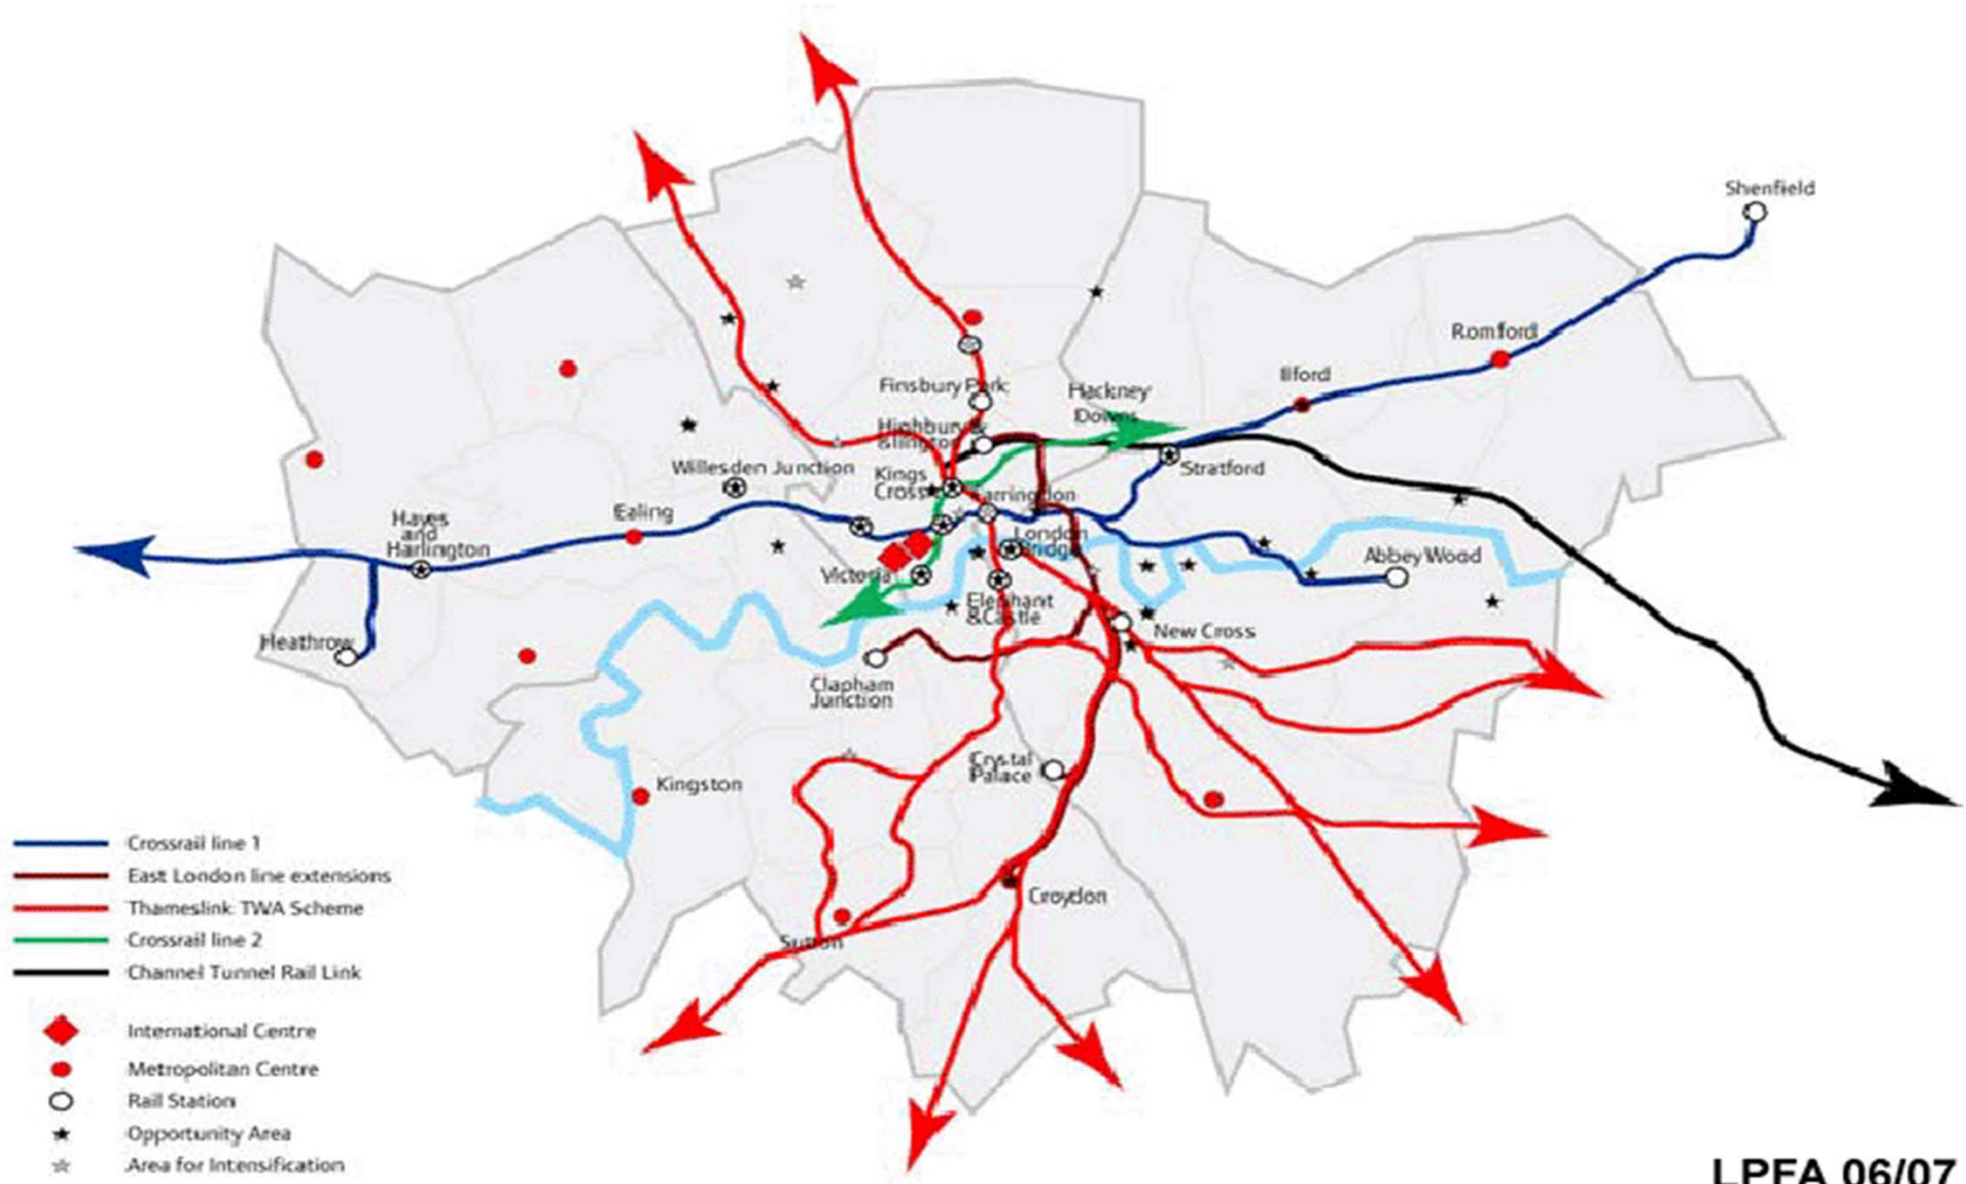 Shenfield
Romford
Ilford
Finsbury Park
Hackney
Downs
Highbury &
Islington
Willesden Junction
Stratford
Kings
Cross
Farringdon
Ealing
Hayes
and
Harlington
London
Bridge
Abbey Wood
Victoria
Elephant
&Castle
New Cross
Heathrow
Clapham
Junction
Crystal
Palace
Kingston
Croydon
Sutton
Crossrail line 1
East London line extensions
Thameslink TWA Scheme
Crossrail line 2
Channel Tunnel Rail Link
International Centre
Metropolitan Centre
Rail Station
Opportunity Area
Area for Intensification
LPFA 06/07